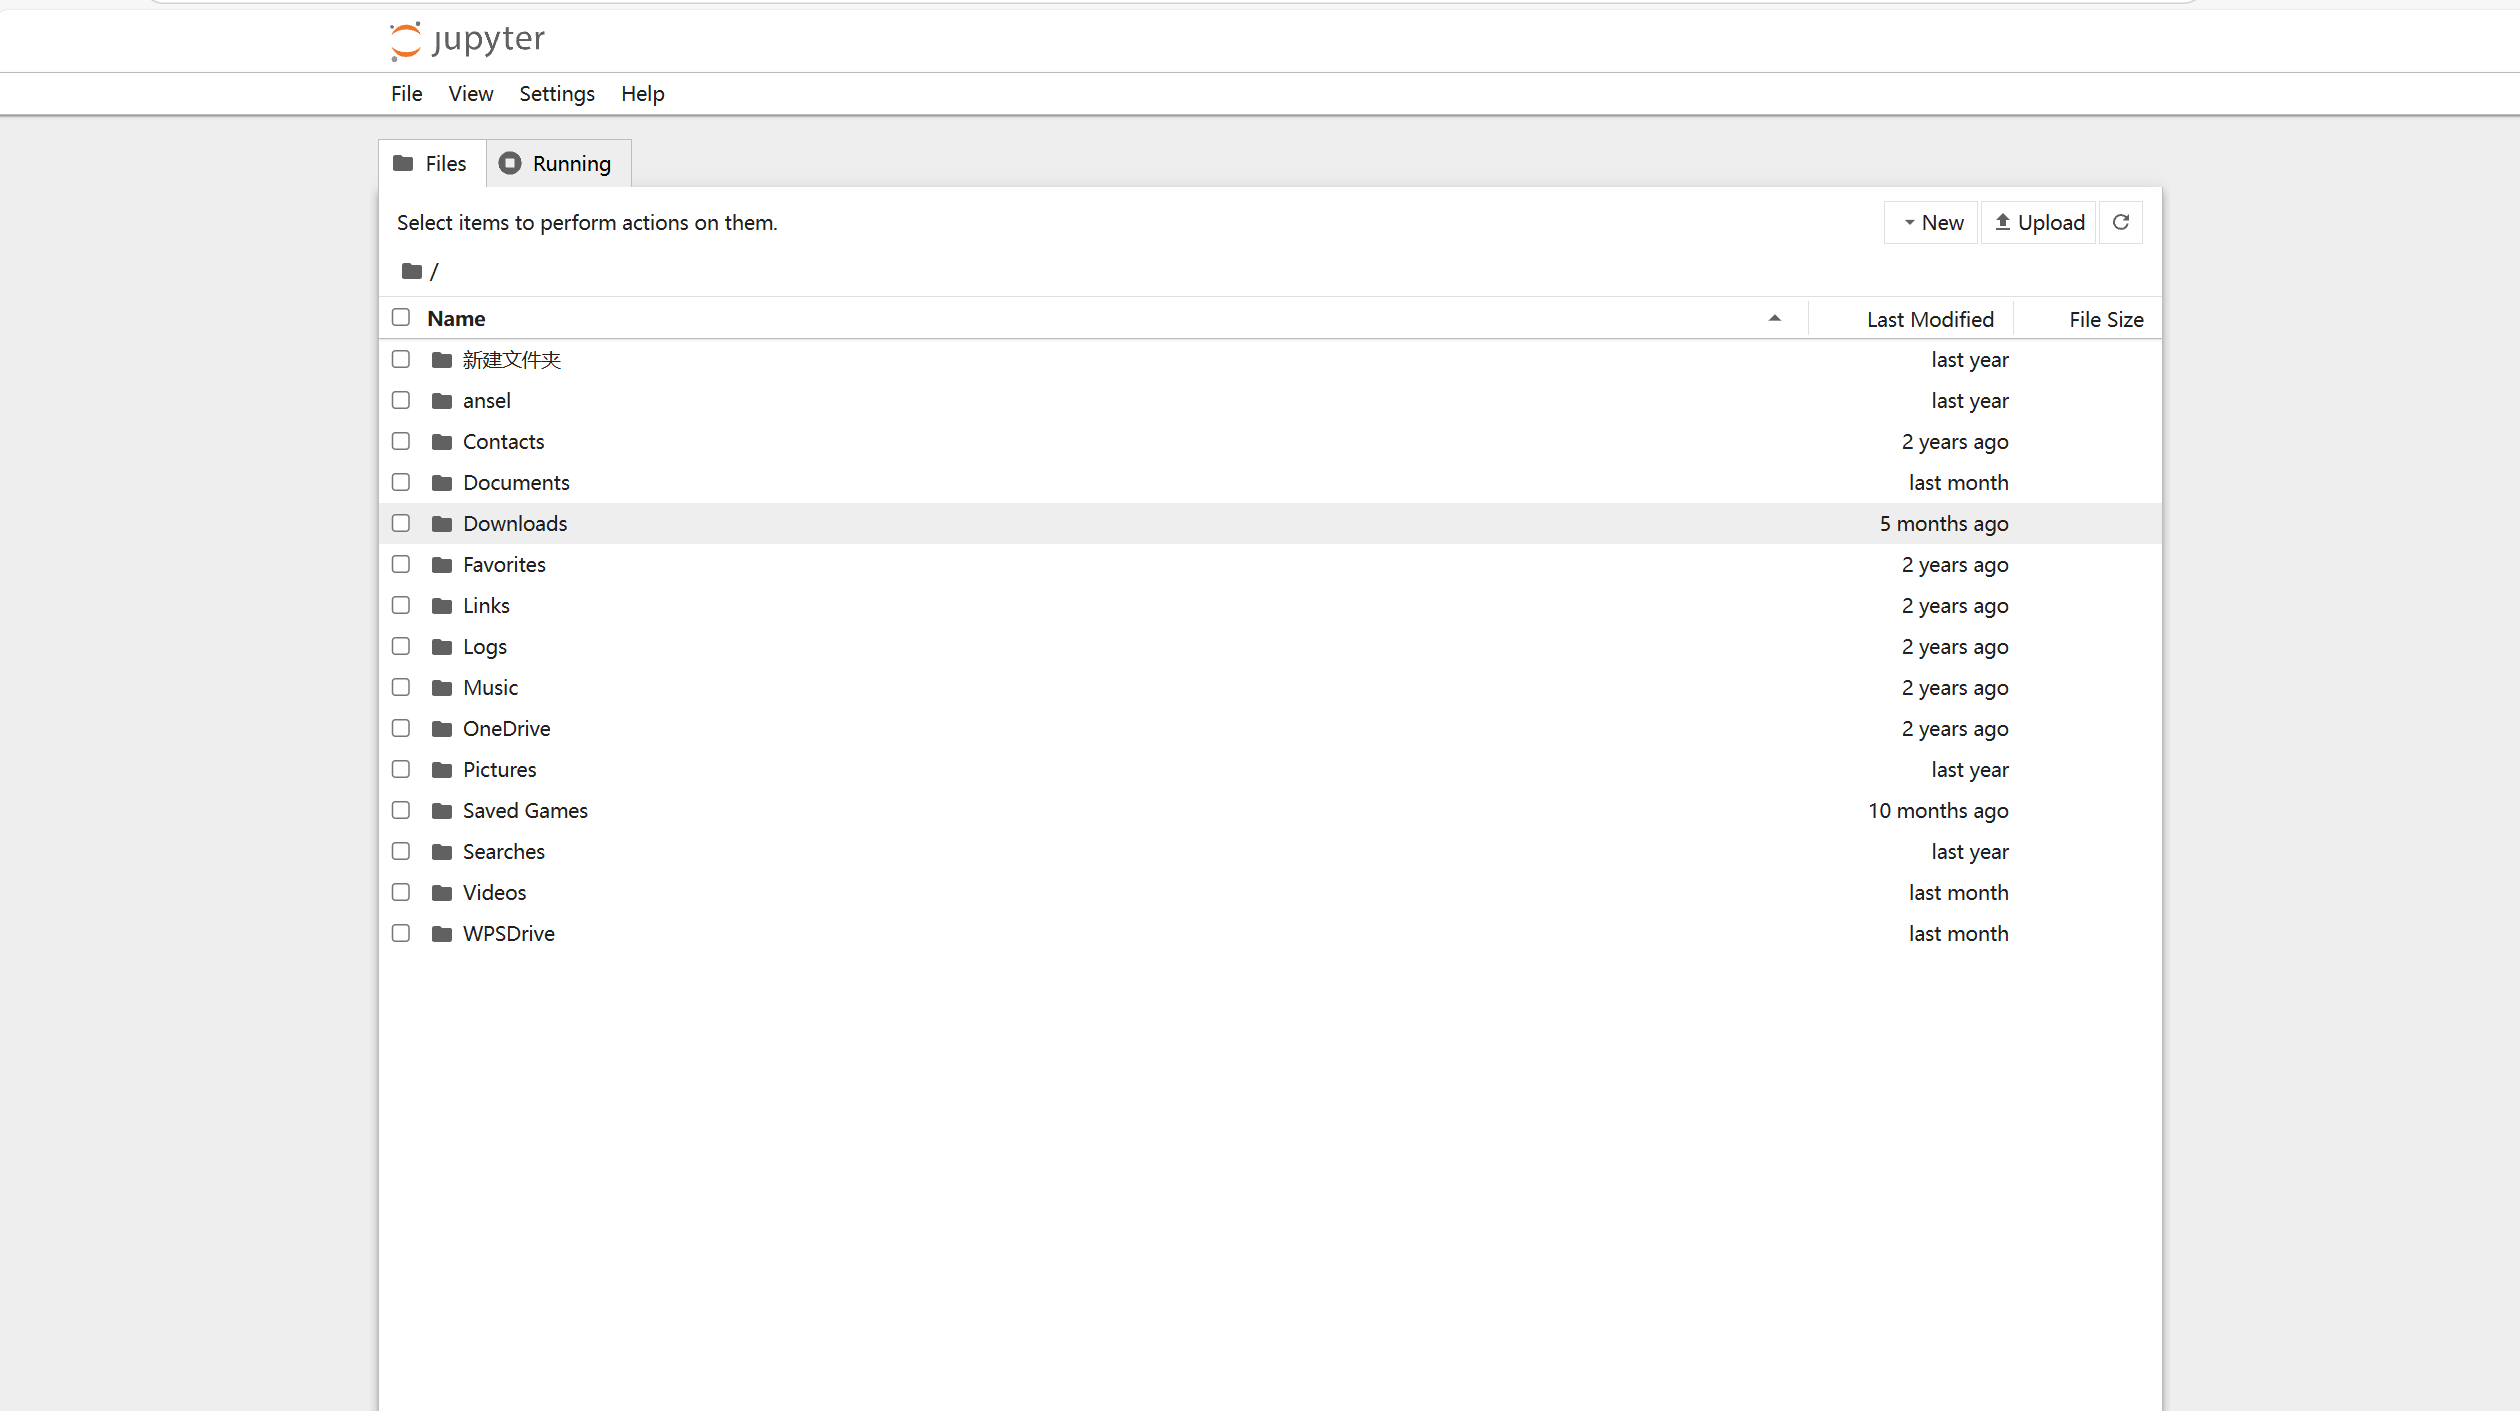 jupyter
File View Settings Help
Files Running
Select items to perform actions on them.
New Upload
/
Name Last Modified File Size
新建文件夹 last year
ansel last year
Contacts 2 years ago
Documents last month
Downloads 5 months ago
Favorites 2 years ago
Links 2 years ago
Logs 2 years ago
Music 2 years ago
OneDrive 2 years ago
Pictures last year
Saved Games 10 months ago
Searches last year
Videos last month
WPSDrive last month